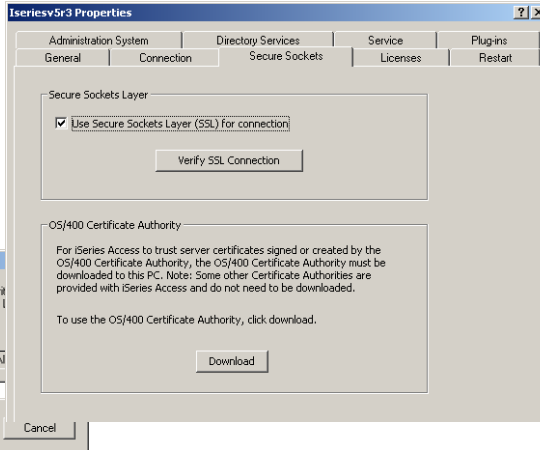 Iseriesv5r3 Properties
Administration System Directory Services Service Plug-ins
General Connection Secure Sockets Licenses Restart
Secure Sockets Layer
Use Secure Sockets Layer (SSL) for connection
Verify SSL Connection
OS/400 Certificate Authority
For iSeries Access to trust server certificates signed or created by the
OS/400 Certificate Authority, the OS/400 Certificate Authority must be
downloaded to this PC. Note: Some other Certificate Authorities are
provided with iSeries Access and do not need to be downloaded.
To use the OS/400 Certificate Authority, click download.
Download
Cancel